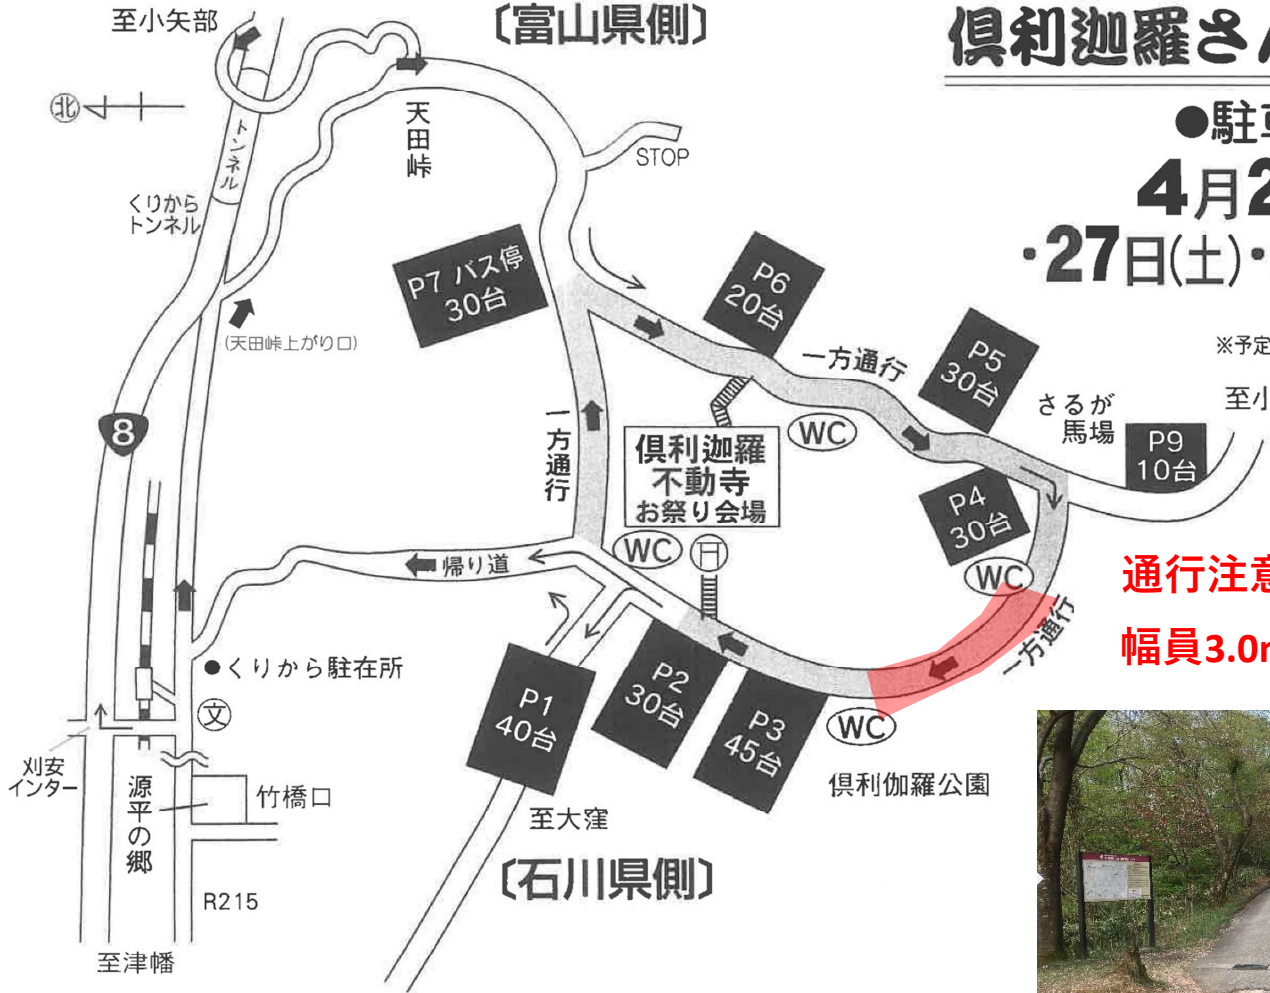 至小矢部
〔富山県側〕
倶利迦羅さ
●駐
4月2
・27日(土)・
※予定
北
トンネル
くりから
トンネル
天田峠
STOP
P7 バス停
30台
P6
20台
(天田峠上がり口)
一方通行
P5
30台
さるが
馬場
至小
P9
10台
8
一方通行
WC
倶利迦羅
不動寺
お祭り会場
P4
30台
WC
WC
帰り道
一方通行
通行注意
幅員3.0
●くりから駐在所
文
P1
40台
P2
30台
P3
45台
WC
刈安
インター
源平の郷
竹橋口
倶利伽羅公園
至大窪
〔石川県側〕
R215
至津幡